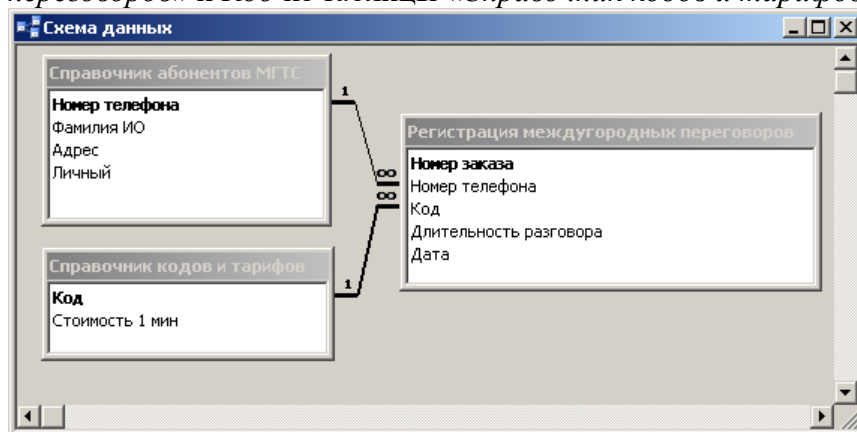 Схема данных
Справочник абонентов МГТС
Номер телефона
Фамилия ИО
Адрес
Личный
1
Регистрация междугородных переговоров
Номер заказа
Номер телефона
Код
Длительность разговора
Дата
∞
∞
Справочник кодов и тарифов
Код
Стоимость 1 мин
1